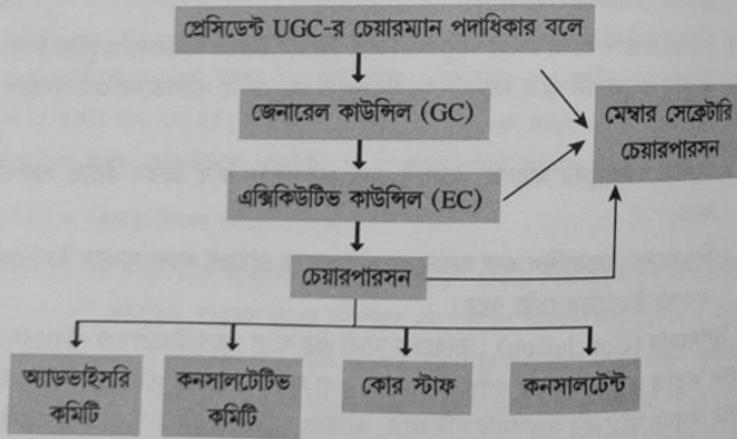 প্রেসিডেন্ট UGC-র চেয়ারম্যান পদাধিকার বলে
জেনারেল কাউন্সিল (GC)
মেম্বার সেক্রেটারি
চেয়ারপারসন
এক্সিকিউটিভ কাউন্সিল (EC)
চেয়ারপারসন
অ্যাডভাইসরি
কমিটি
কনসালটেটিভ
কমিটি
কোর স্টাফ
কনসালটেন্ট